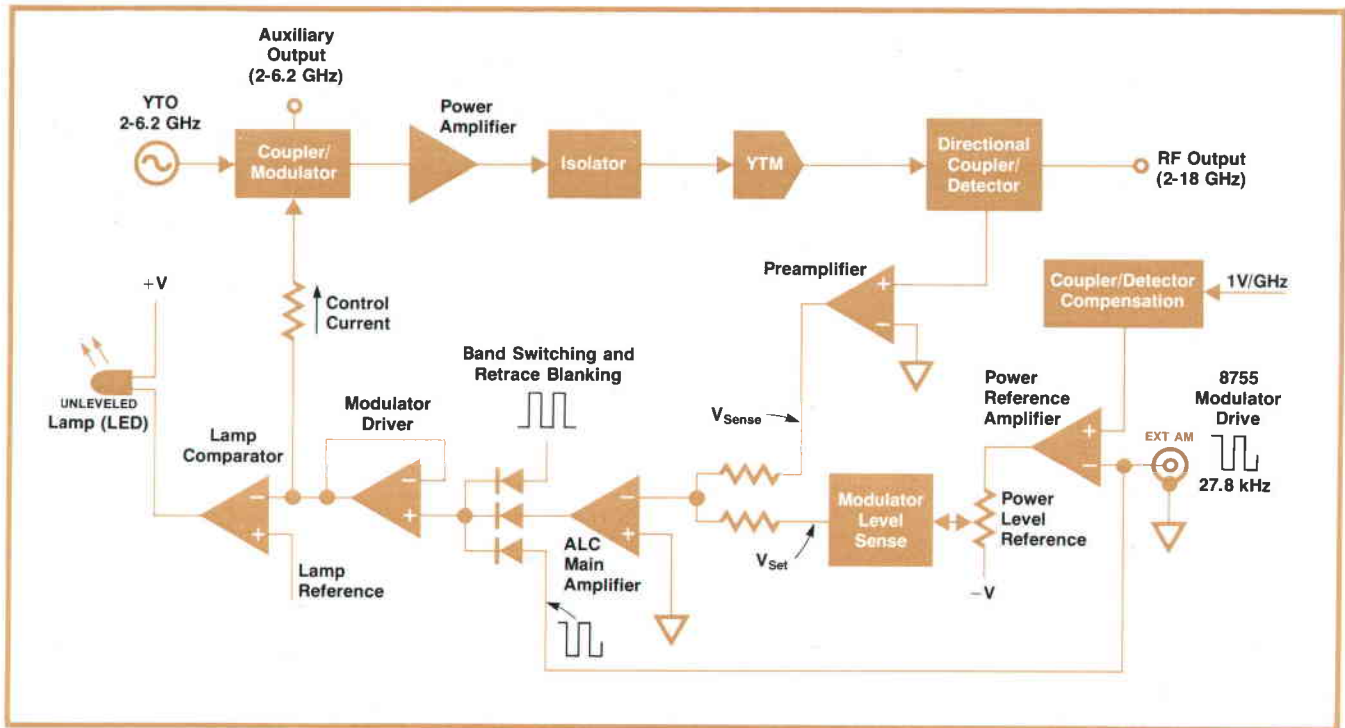 Auxiliary
Output
(2-6.2 GHz)
YTO
2-6.2 GHz
Coupler/
Modulator
Power
Amplifier
Isolator
YTM
Directional
Coupler/
Detector
RF Output
(2-18 GHz)
+V
Control
Current
Preamplifier
+
−
Coupler/Detector
Compensation
1V/GHz
UNLEVELED
Lamp (LED)
Band Switching and
Retrace Blanking
Modulator
Driver
−
+
Lamp
Comparator
−
+
Lamp
Reference
VSense
Power
Reference
Amplifier
+
−
EXT AM
8755
Modulator
Drive
27.8 kHz
ALC
Main
Amplifier
−
+
VSet
Modulator
Level
Sense
Power
Level
Reference
−V